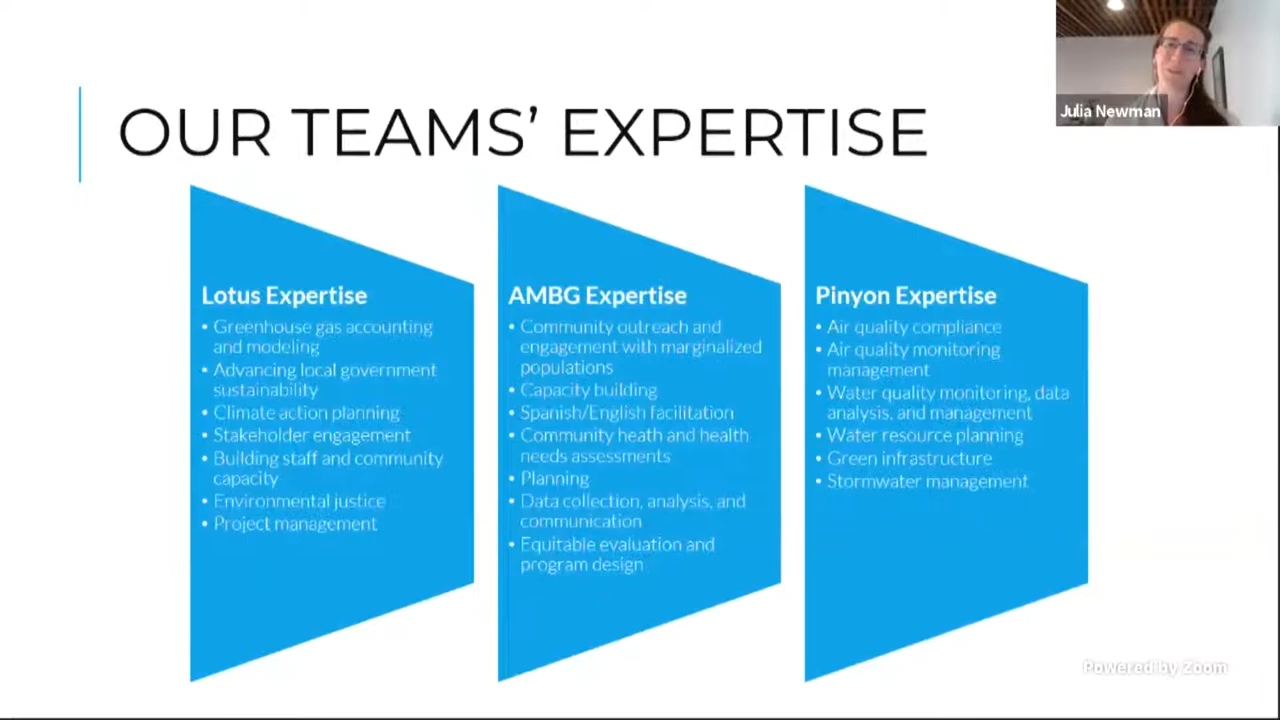 OUR TEAMS’ EXPERTISE
Julia Newman
Lotus Expertise
• Greenhouse gas accounting
and modeling
• Advancing local government
sustainability
• Climate action planning
• Stakeholder engagement
• Building staff and community
capacity
• Environmental justice
• Project management
AMBG Expertise
• Community outreach and
engagement with marginalized
populations
• Capacity building
• Spanish/English facilitation
• Community heath and health
needs assessments
• Planning
• Data collection, analysis, and
communication
• Equitable evaluation and
program design
Pinyon Expertise
• Air quality compliance
• Air quality monitoring
management
• Water quality monitoring, data
analysis, and management
• Water resource planning
• Green infrastructure
• Stormwater management
Powered by Zoom